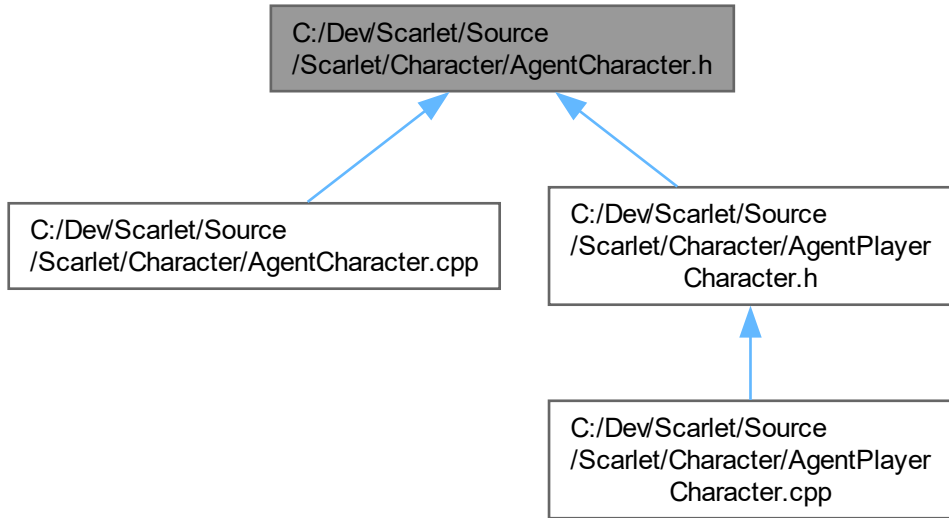 C:/Dev/Scarlet/Source
/Scarlet/Character/AgentCharacter.h
C:/Dev/Scarlet/Source
/Scarlet/Character/AgentCharacter.cpp
C:/Dev/Scarlet/Source
/Scarlet/Character/AgentPlayer
Character.h
C:/Dev/Scarlet/Source
/Scarlet/Character/AgentPlayer
Character.cpp